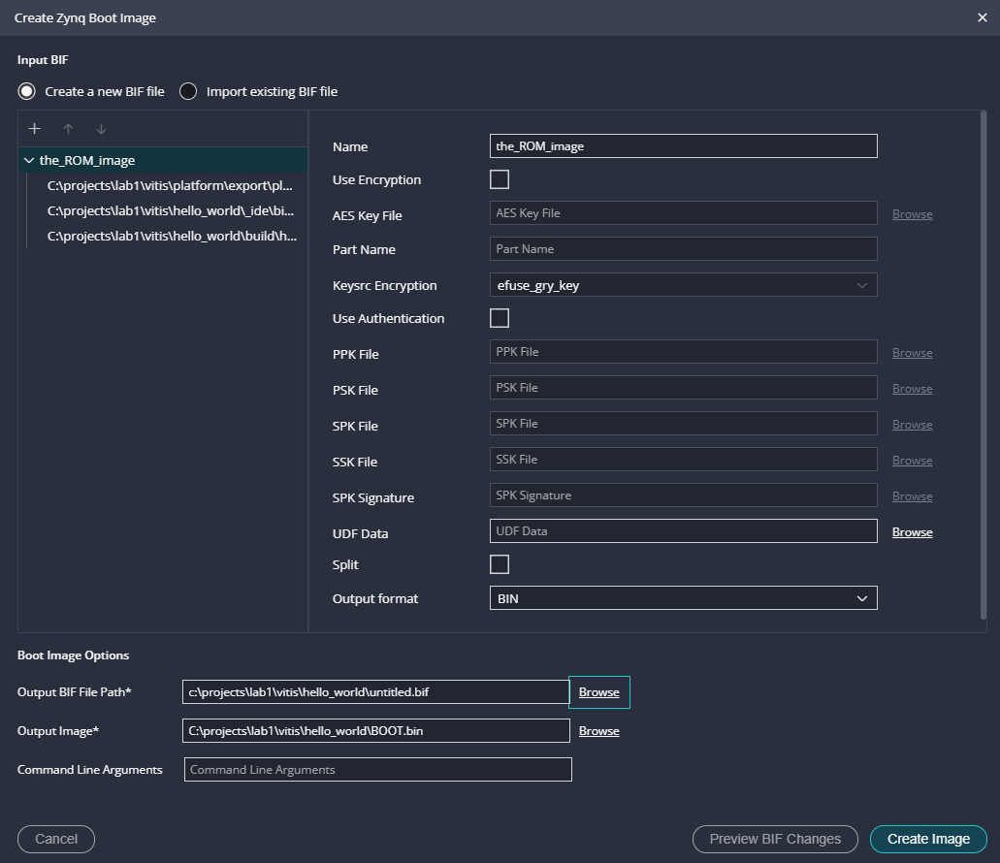 Create Zynq Boot Image
Input BIF
Create a new BIF file Import existing BIF file
the_ROM_image
C:\projects\lab1\vitis\platform\export\pl...
C:\projects\lab1\vitis\hello_world\_ide\bi...
C:\projects\lab1\vitis\hello_world\build\h...
Name the_ROM_image
Use Encryption
AES Key File AES Key File Browse
Part Name Part Name
Keysrc Encryption efuse_gry_key
Use Authentication
PPK File PPK File Browse
PSK File PSK File Browse
SPK File SPK File Browse
SSK File SSK File Browse
SPK Signature SPK Signature Browse
UDF Data UDF Data Browse
Split
Output format BIN
Boot Image Options
Output BIF File Path* c:\projects\lab1\vitis\hello_world\untitled.bif Browse
Output Image* C:\projects\lab1\vitis\hello_world\BOOT.bin Browse
Command Line Arguments Command Line Arguments
Cancel Preview BIF Changes Create Image